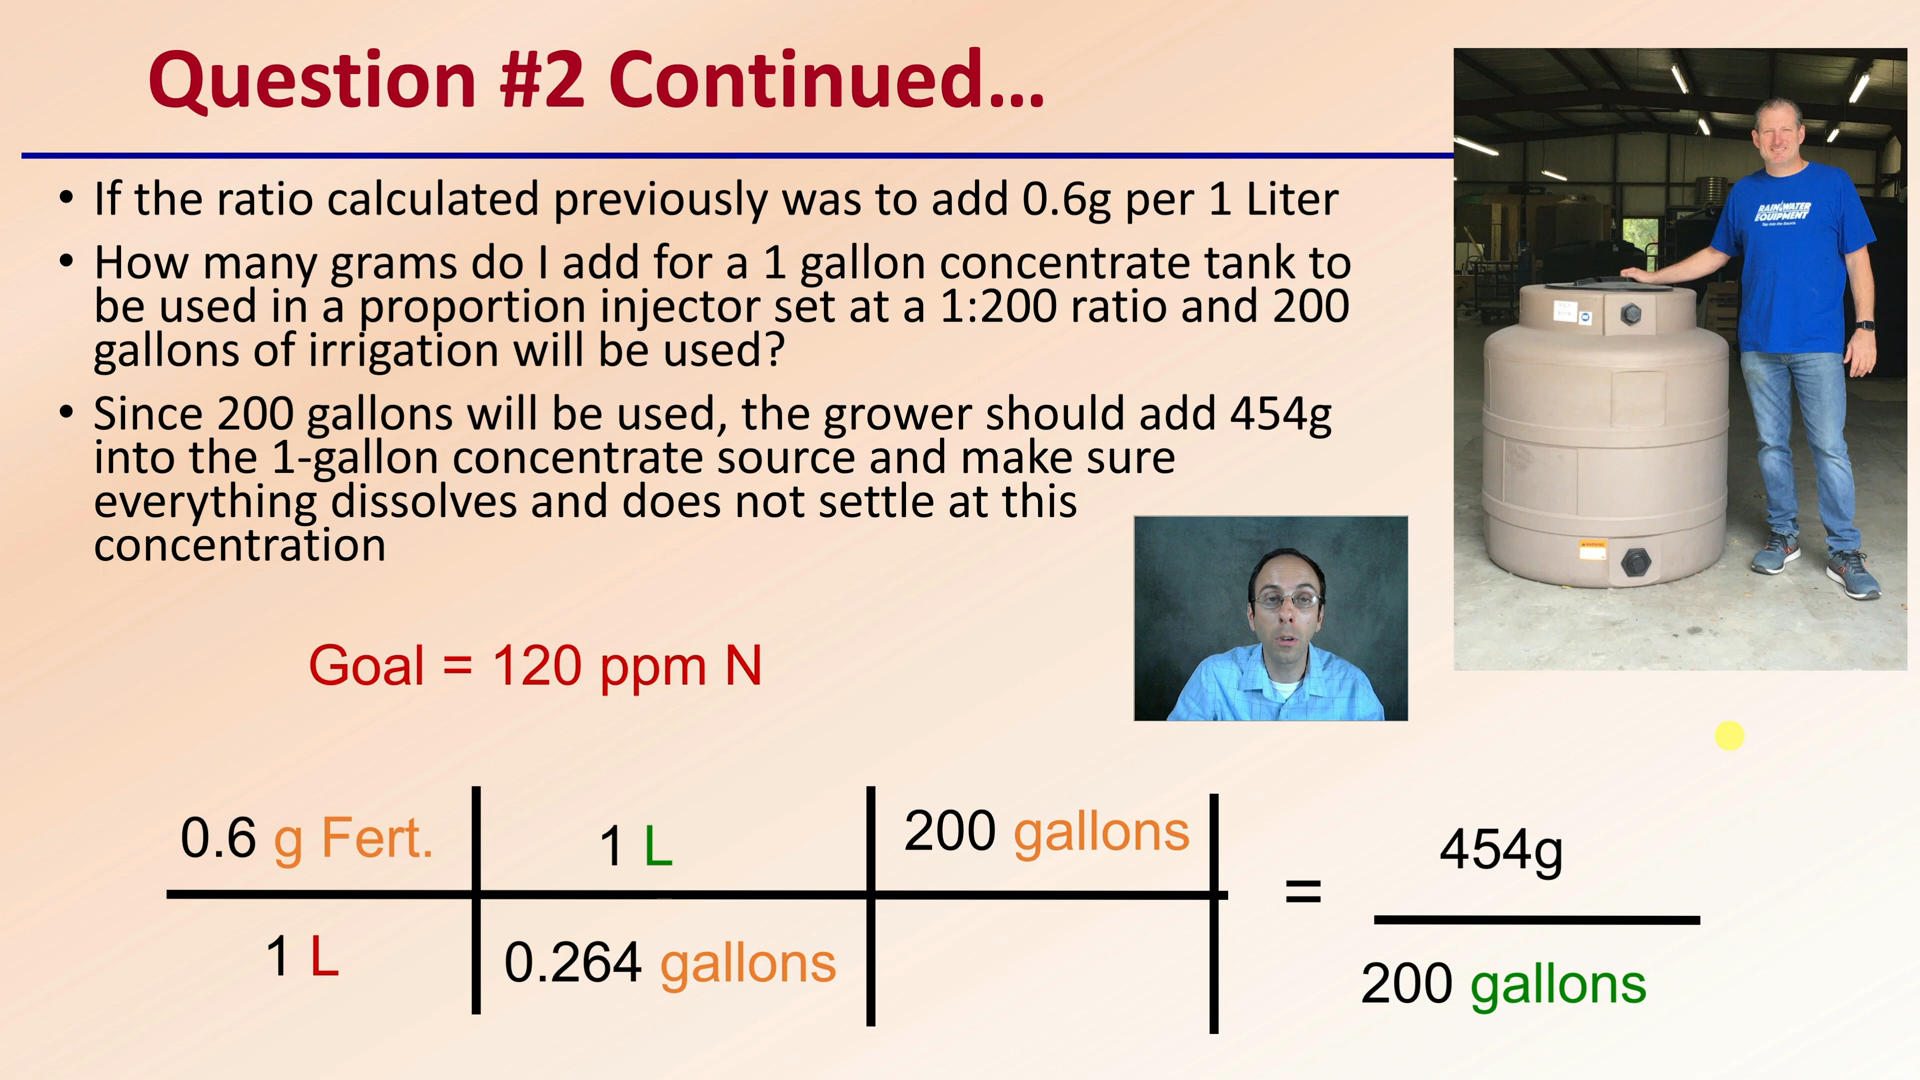 Question #2 Continued...
• If the ratio calculated previously was to add 0.6g per 1 Liter
• How many grams do I add for a 1 gallon concentrate tank to
be used in a proportion injector set at a 1:200 ratio and 200
gallons of irrigation will be used?
• Since 200 gallons will be used, the grower should add 454g
into the 1-gallon concentrate source and make sure
everything dissolves and does not settle at this
concentration
RAINWATER
EQUIPMENT
Goal = 120 ppm N
0.6 g Fert.
1 L
200 gallons
=
454g
1 L
0.264 gallons
200 gallons